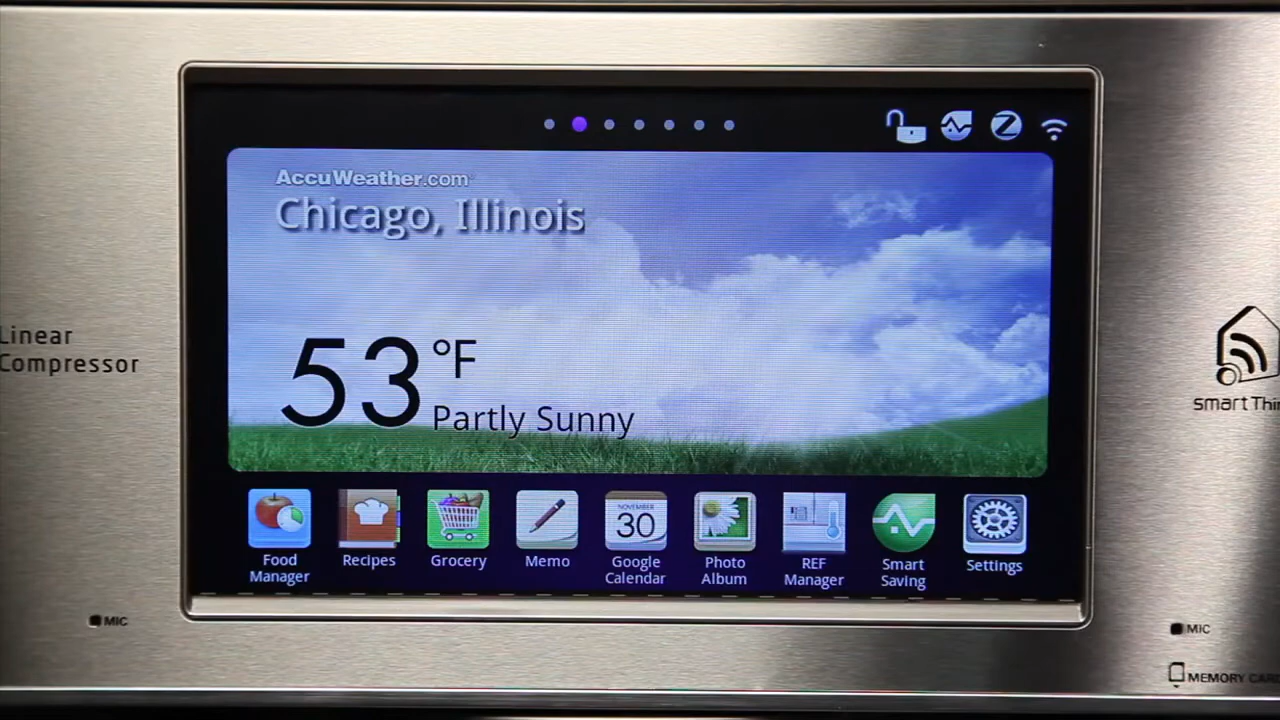 AccuWeather.com
Chicago, Illinois
53 °F
Partly Sunny
Linear
Compressor
smart Thin
NOVEMBER
30
Food
Manager
Recipes
Grocery
Memo
Google
Calendar
Photo
Album
REF
Manager
Smart
Saving
Settings
MIC
MIC
MEMORY CARD